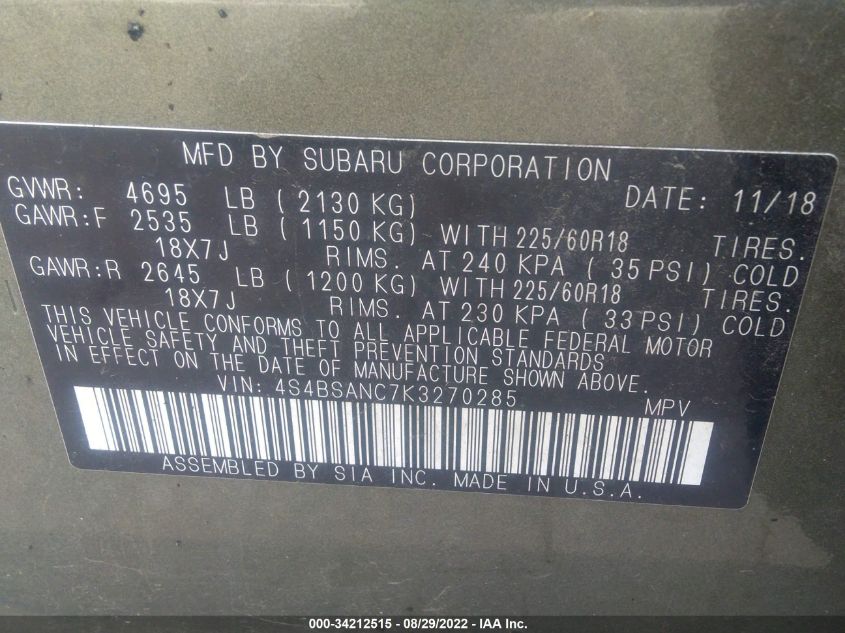 MFD BY SUBARU CORPORATION
GVWR: 4695 LB (2130 KG) DATE: 11/18
GAWR:F 2535 LB (1150 KG) WITH 225/60R18 TIRES.
18X7J RIMS. AT 240 KPA (35 PSI) COLD
GAWR:R 2645 LB (1200 KG) WITH 225/60R18 TIRES.
18X7J RIMS. AT 230 KPA (33 PSI) COLD
THIS VEHICLE CONFORMS TO ALL APPLICABLE FEDERAL MOTOR
VEHICLE SAFETY AND THEFT PREVENTION STANDARDS
IN EFFECT ON THE DATE OF MANUFACTURE SHOWN ABOVE.
VIN: 4S4BSANC7K3270285 MPV
ASSEMBLED BY SIA INC. MADE IN U.S.A.
000-34212515 - 08/29/2022 - IAA Inc.